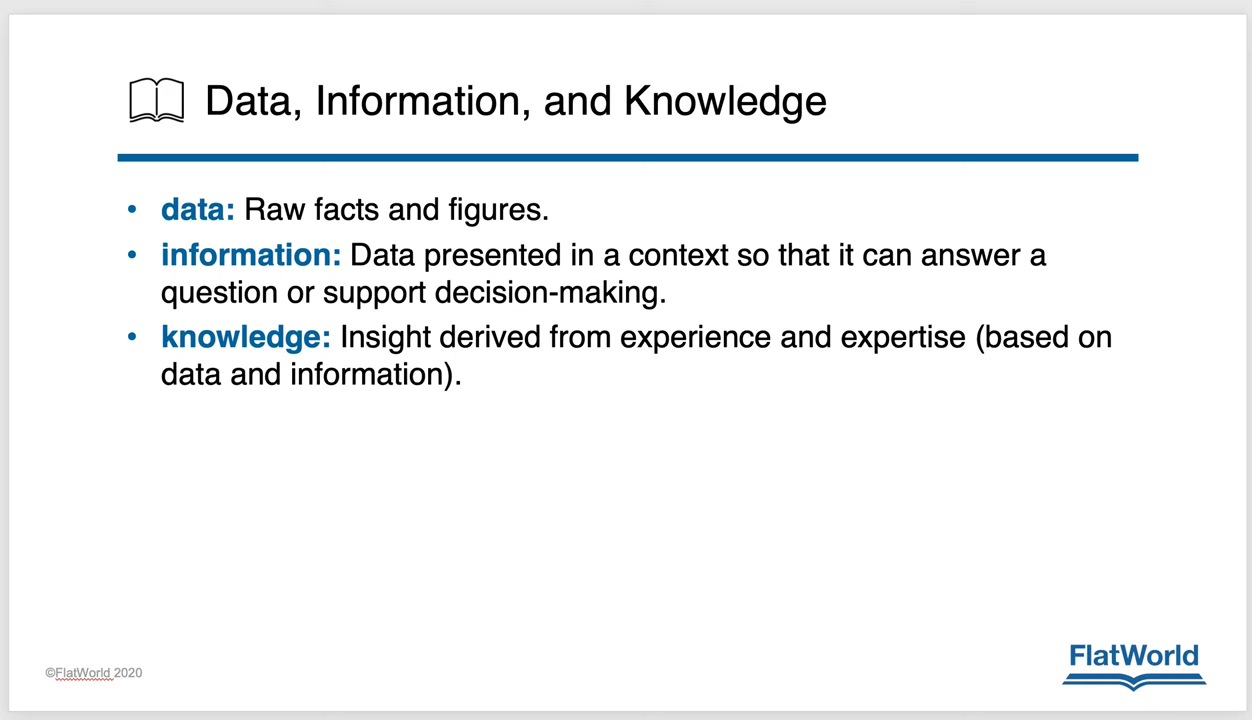 Data, Information, and Knowledge
• data: Raw facts and figures.
• information: Data presented in a context so that it can answer a
question or support decision-making.
• knowledge: Insight derived from experience and expertise (based on
data and information).
©FlatWorld 2020
FlatWorld